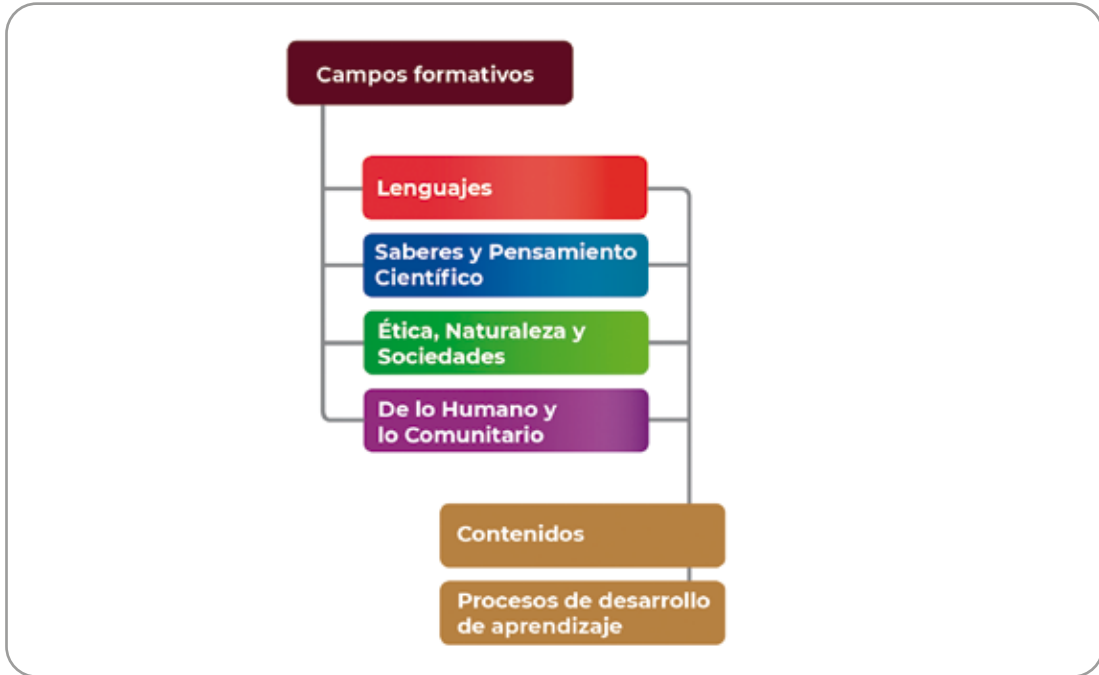 Campos formativos
Lenguajes
Saberes y Pensamiento
Científico
Ética, Naturaleza y
Sociedades
De lo Humano y
lo Comunitario
Contenidos
Procesos de desarrollo
de aprendizaje